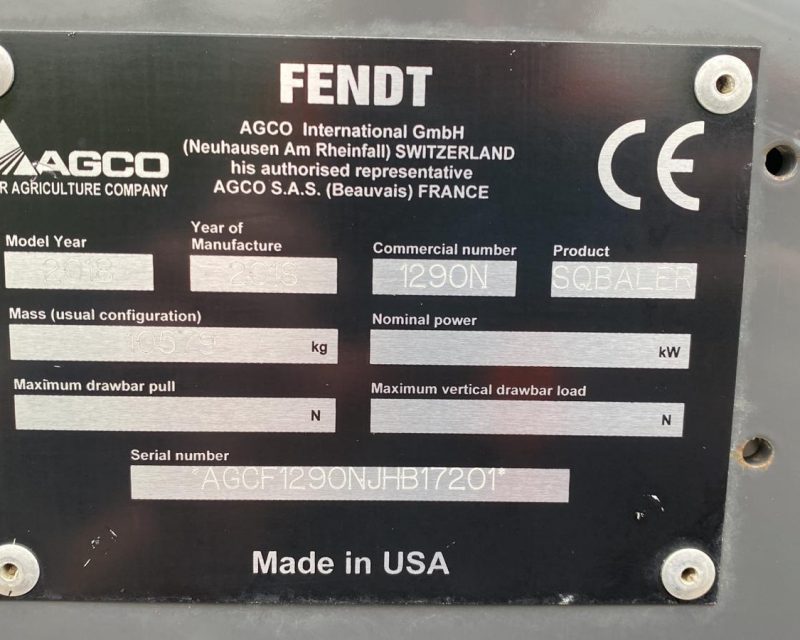 FENDT
AGCO International GmbH
(Neuhausen Am Rheinfall) SWITZERLAND
his authorised representative
AGCO S.A.S. (Beauvais) FRANCE
CE
AGCO
R AGRICULTURE COMPANY
Model Year
2018
Year of
Manufacture
2018
Commercial number
1290N
Product
SQBALER
Mass (usual configuration)
kg
Nominal power
kW
Maximum drawbar pull
N
Maximum vertical drawbar load
N
Serial number
*AGCF1290NJHB17201*
Made in USA